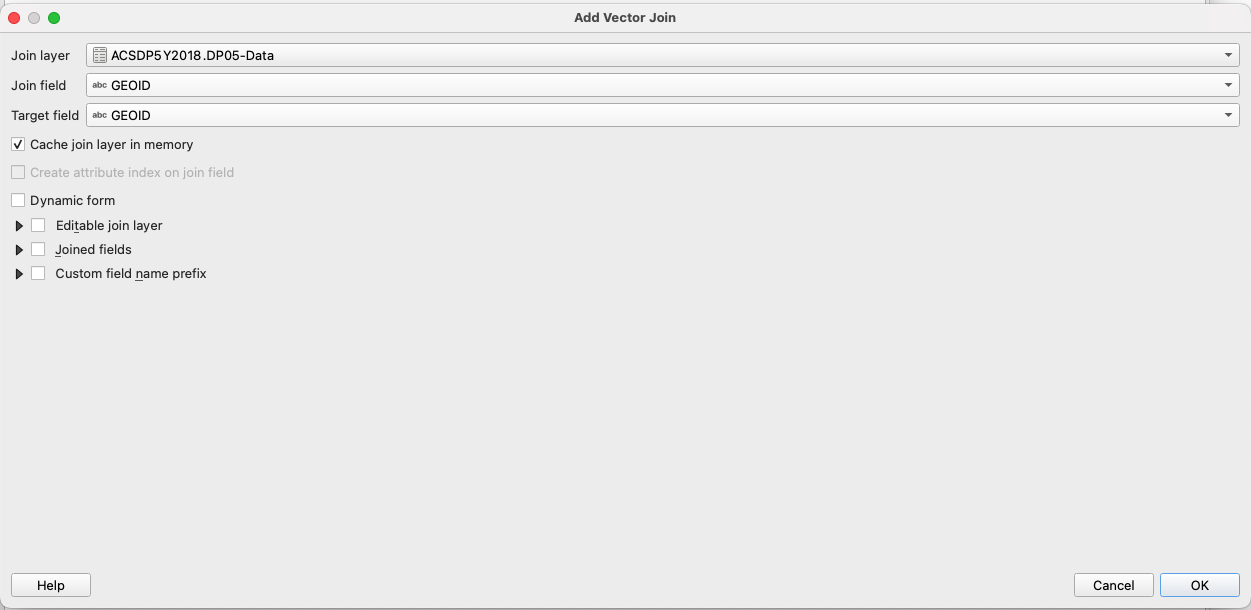 Add Vector Join
Join layer ACSDP5Y2018.DP05-Data
Join field abc GEOID
Target field abc GEOID
Cache join layer in memory
Create attribute index on join field
Dynamic form
Editable join layer
Joined fields
Custom field name prefix
Help Cancel OK